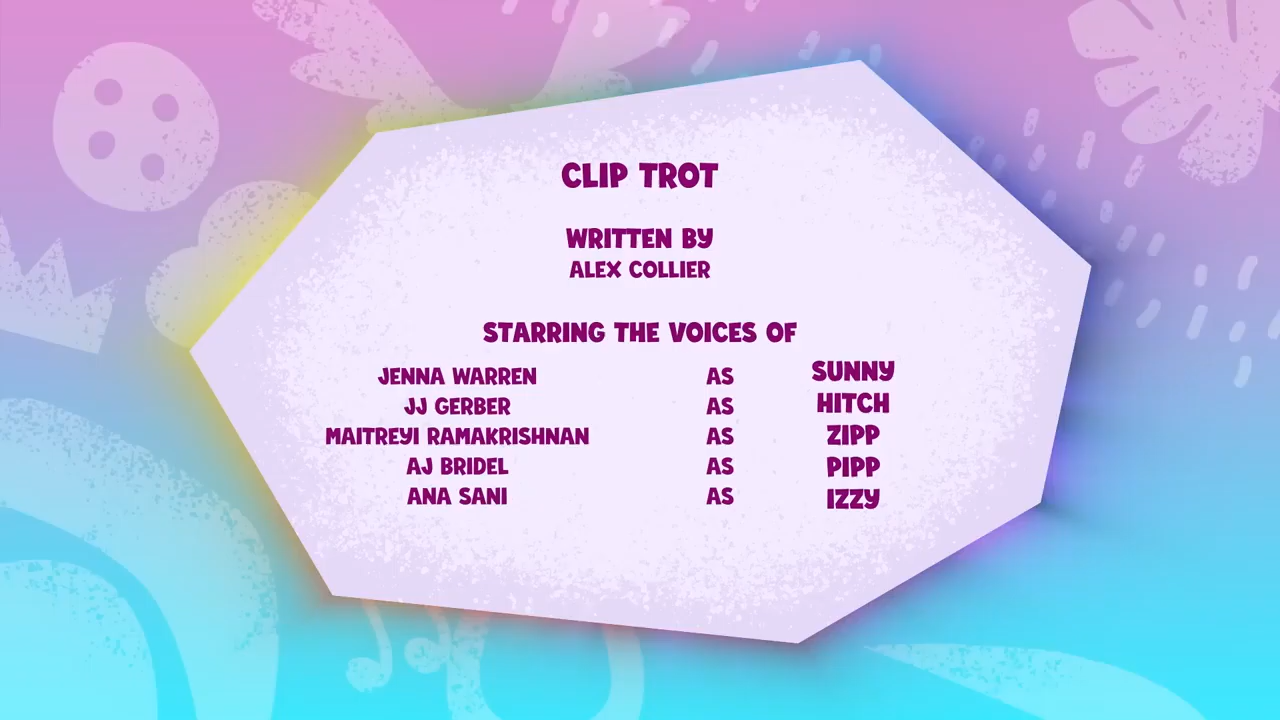 CLIP TROT
WRITTEN BY
ALEX COLLIER
STARRING THE VOICES OF
JENNA WARREN AS SUNNY
JJ GERBER AS HITCH
MAITREYI RAMAKRISHNAN AS ZIPP
AJ BRIDEL AS PIPP
ANA SANI AS IZZY